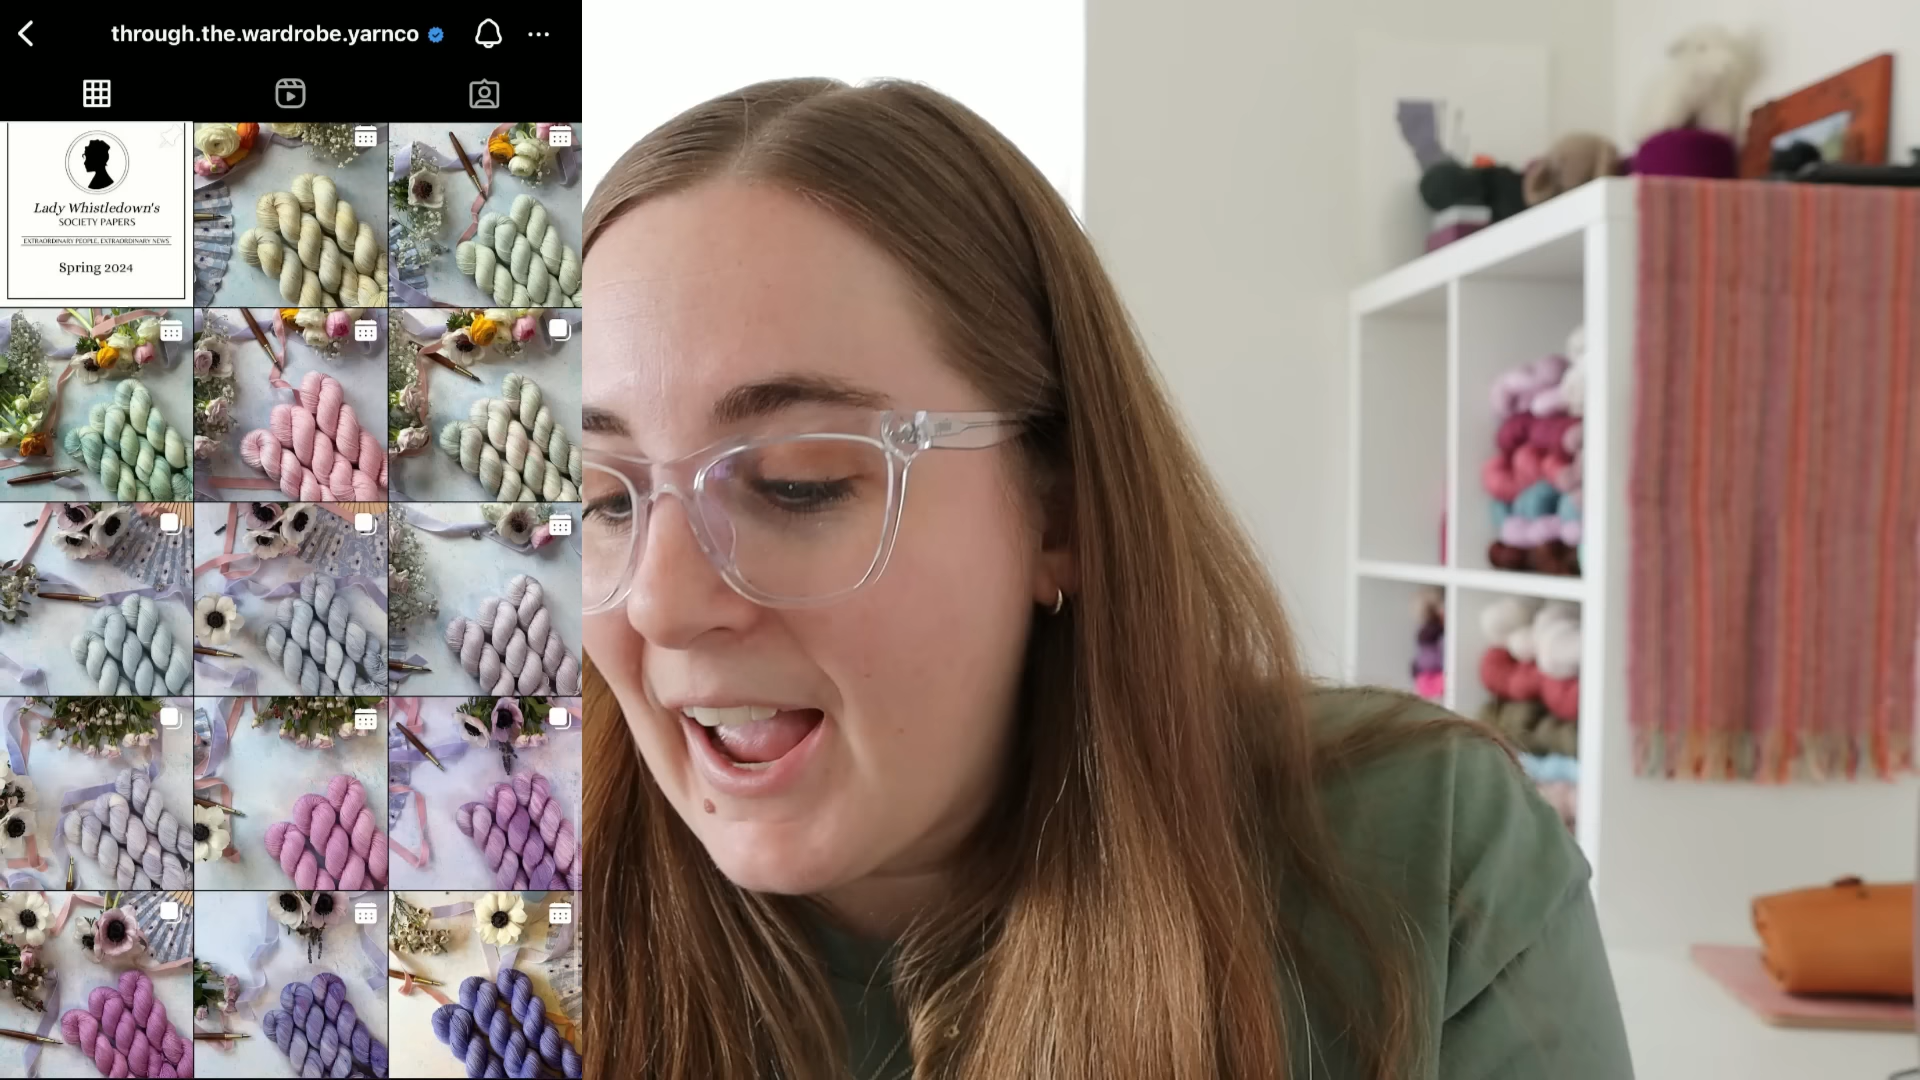 through.the.wardrobe.yarnco
Lady Whistledown's
SOCIETY PAPERS
EXTRAORDINARY PEOPLE, EXTRAORDINARY NEWS
Spring 2024